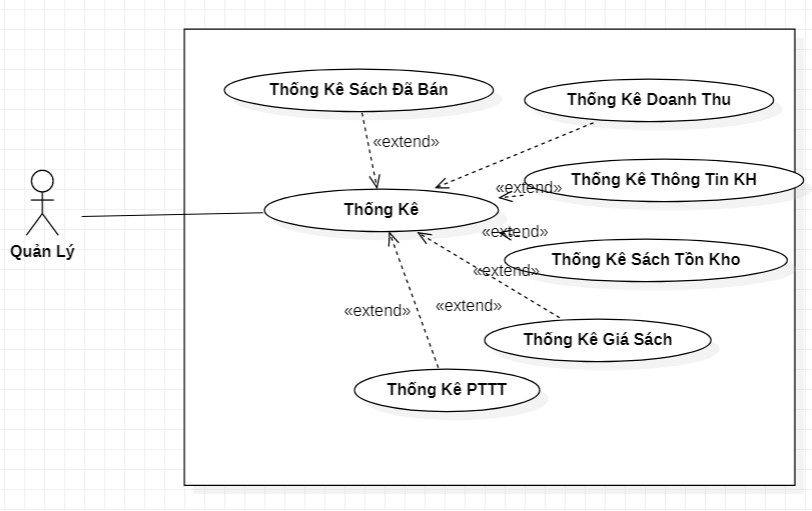 Thống Kê Sách Đã Bán
Thống Kê Doanh Thu
«extend»
Thống Kê Thông Tin KH
«extend»
Thống Kê
Quản Lý
«extend»
Thống Kê Sách Tồn Kho
«extend»
«extend»
«extend»
Thống Kê Giá Sách
Thống Kê PTTT